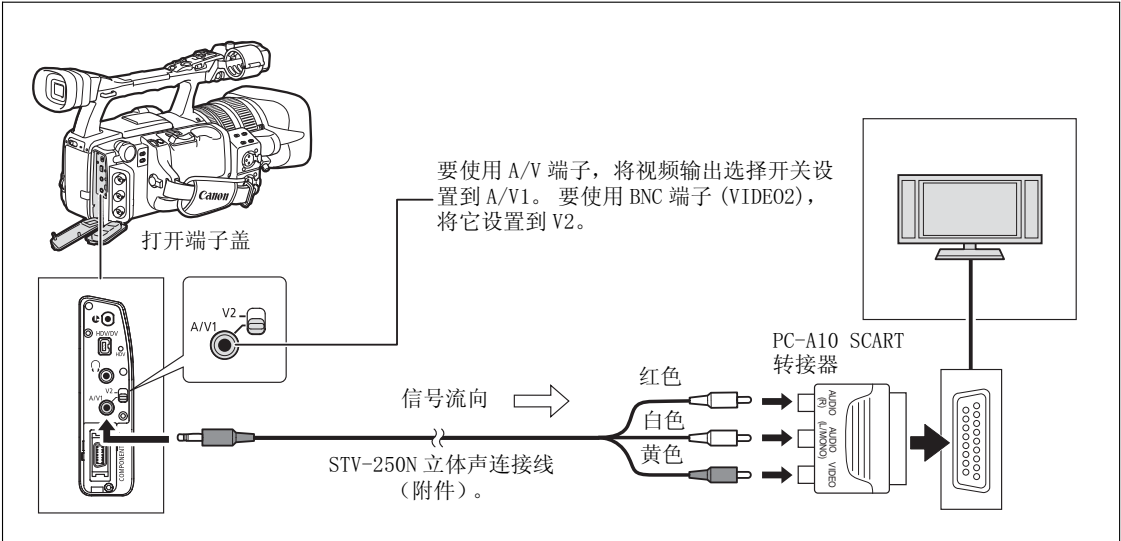 Canon
打开端子盖
要使用 A/V 端子，将视频输出选择开关设
置到 A/V1。 要使用 BNC 端子 (VIDEO2)，
将它设置到 V2。
V2
A/V1
HDV/DV
HDV
V2
A/V1
COMPONENT
信号流向
STV-250N 立体声连接线
（附件）。
红色
白色
黄色
PC-A10 SCART
转接器
AUDIO
(R)
AUDIO
(L/MONO)
VIDEO